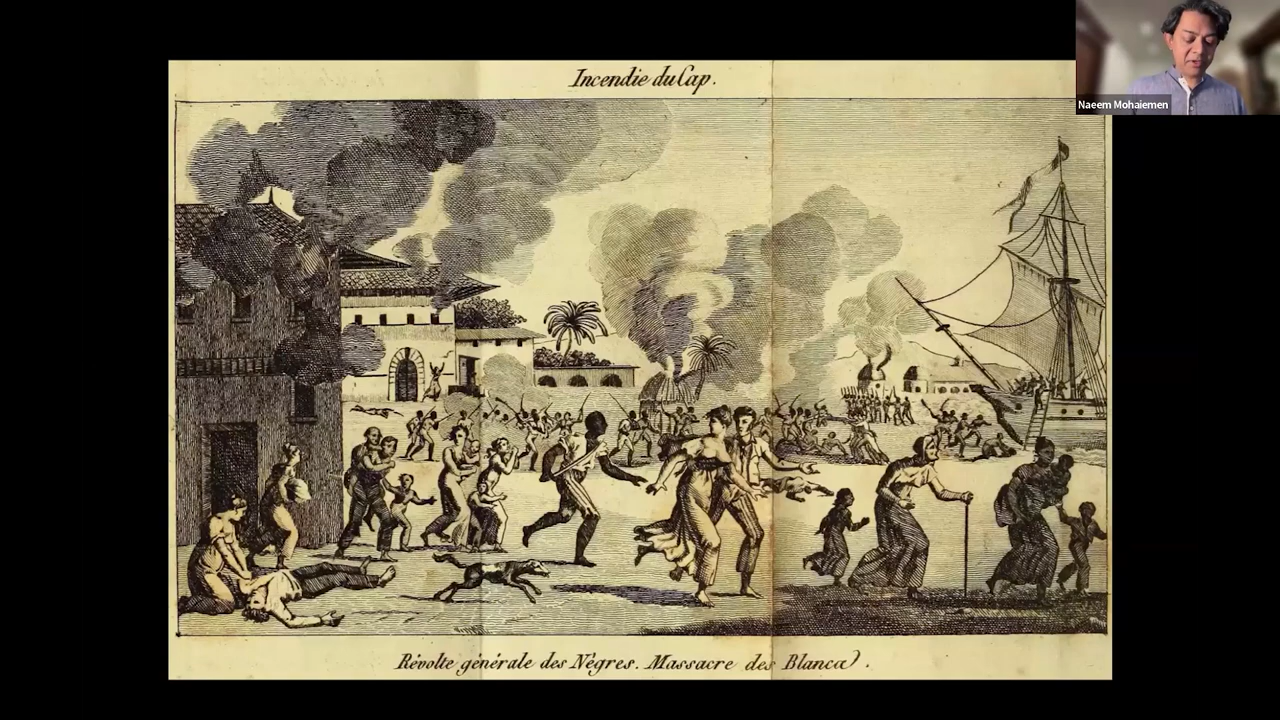 Incendie du Cap.
Naeem Mohaiemen
Révolte générale des Nègres. Massacre des Blancs.